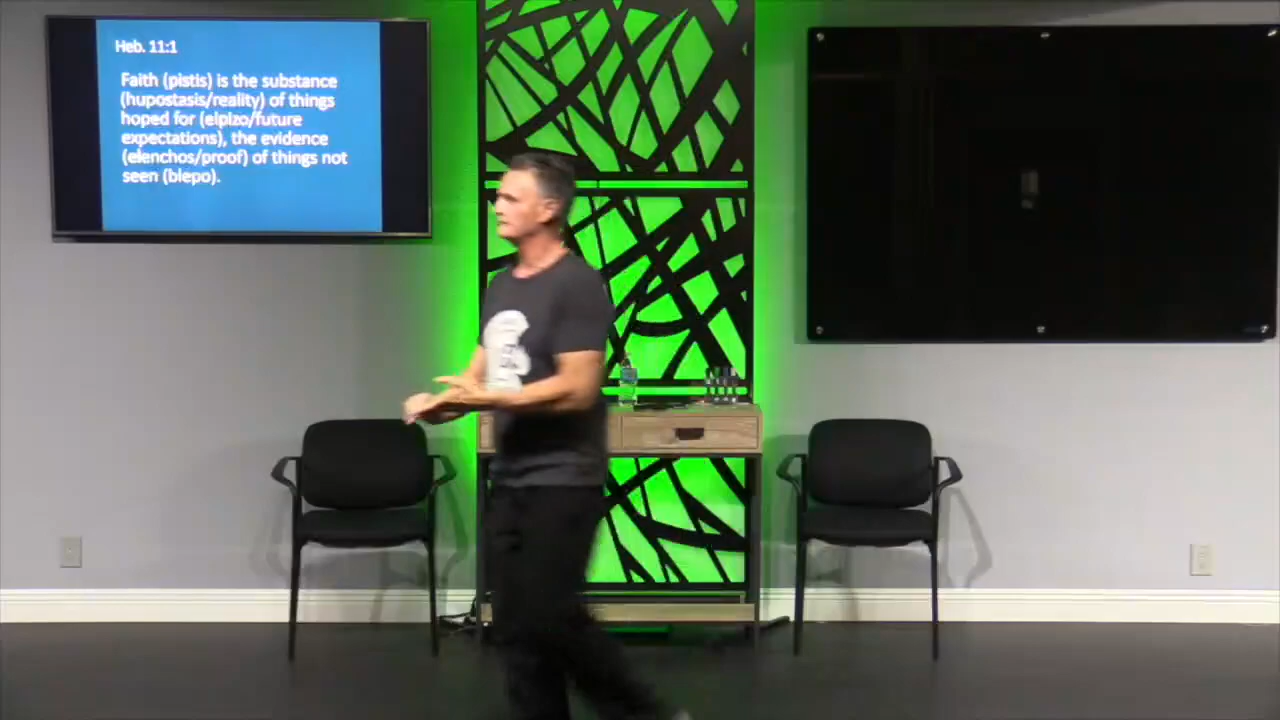 Heb. 11:1
Faith (pistis) is the substance
(hupostasis/reality) of things
hoped for (elpizo/future
expectations), the evidence
(elenchos/proof) of things not
seen (blepo).